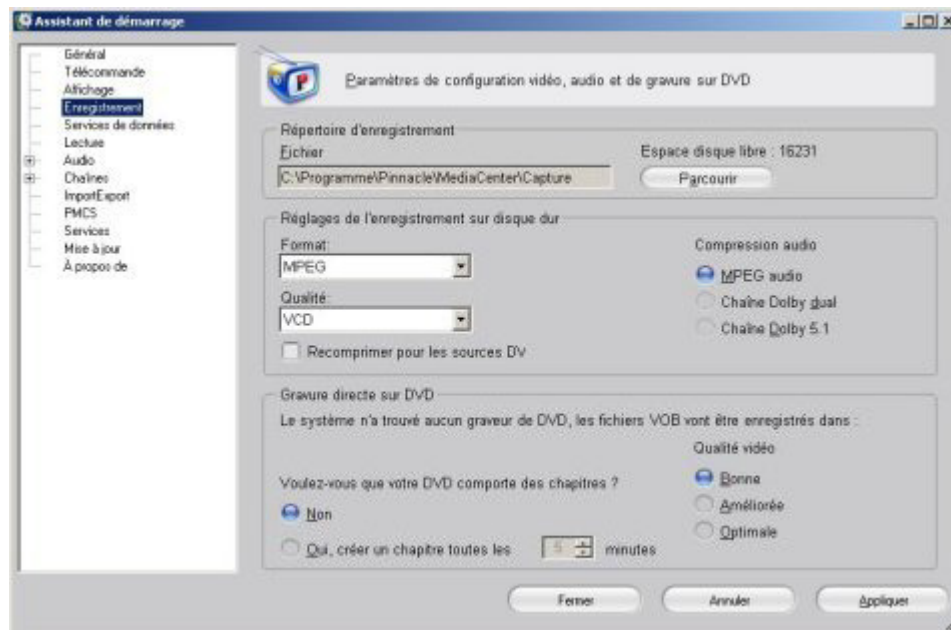 Assistant de démarrage
Général
Télécommande
Affichage
Enregistrement
Services de données
Lecture
Audio
Chaînes
ImportExport
PMCS
Services
Mise à jour
À propos de
Paramètres de configuration vidéo, audio et de gravure sur DVD
Répertoire d'enregistrement
Fichier
Espace disque libre : 16231
C:\Programme\Pinnacle\MediaCenter\Capture
Parcourir
Réglages de l'enregistrement sur disque dur
Format:
MPEG
Compression audio
MPEG audio
Qualité:
Chaîne Dolby dual
VCD
Chaîne Dolby 5.1
Recomprimer pour les sources DV
Gravure directe sur DVD
Le système n'a trouvé aucun graveur de DVD, les fichiers VOB vont être enregistrés dans :
Qualité vidéo
Voulez-vous que votre DVD comporte des chapitres ?
Bonne
Non
Améliorée
Optimale
Oui, créer un chapitre toutes les 5 minutes
Fermer
Annuler
Appliquer